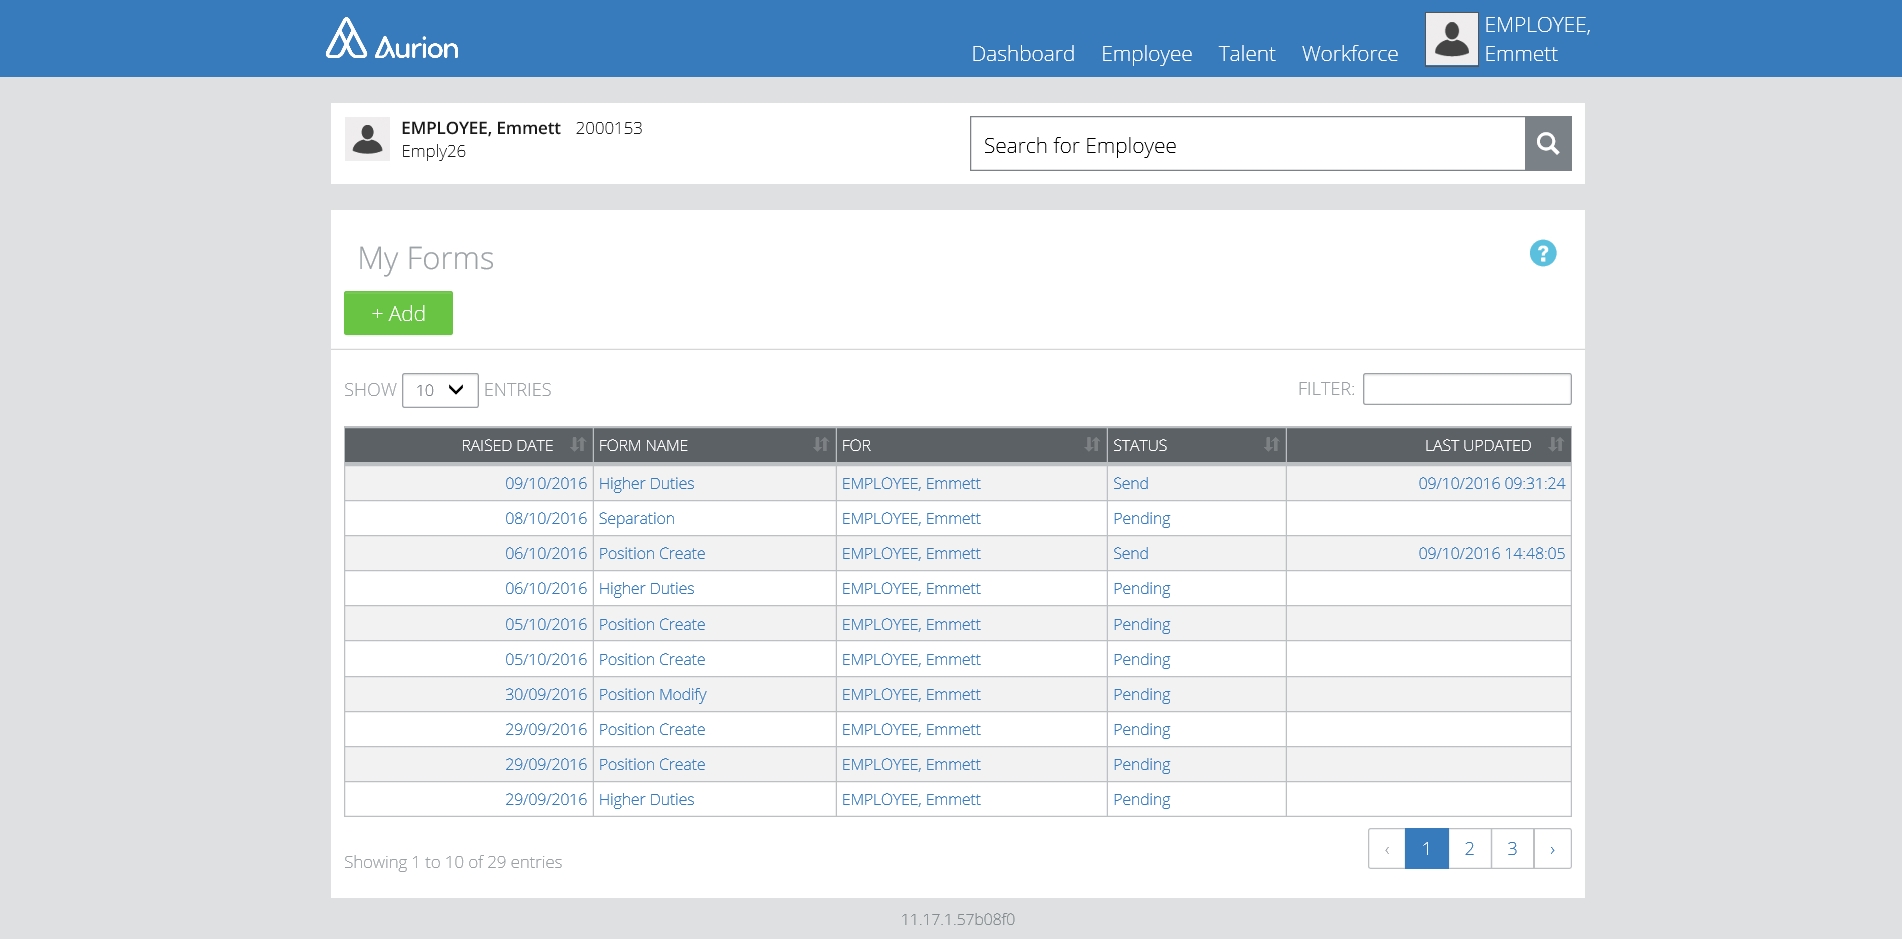 Aurion
Dashboard Employee Talent Workforce EMPLOYEE, Emmett
EMPLOYEE, Emmett 2000153
Emply26
Search for Employee
My Forms
?
+ Add
SHOW 10 ENTRIES FILTER:
RAISED DATE FORM NAME FOR STATUS LAST UPDATED
09/10/2016 Higher Duties EMPLOYEE, Emmett Send 09/10/2016 09:31:24
08/10/2016 Separation EMPLOYEE, Emmett Pending
06/10/2016 Position Create EMPLOYEE, Emmett Send 09/10/2016 14:48:05
06/10/2016 Higher Duties EMPLOYEE, Emmett Pending
05/10/2016 Position Create EMPLOYEE, Emmett Pending
05/10/2016 Position Create EMPLOYEE, Emmett Pending
30/09/2016 Position Modify EMPLOYEE, Emmett Pending
29/09/2016 Position Create EMPLOYEE, Emmett Pending
29/09/2016 Position Create EMPLOYEE, Emmett Pending
29/09/2016 Higher Duties EMPLOYEE, Emmett Pending
‹ 1 2 3 ›
Showing 1 to 10 of 29 entries
11.17.1.57b08f0